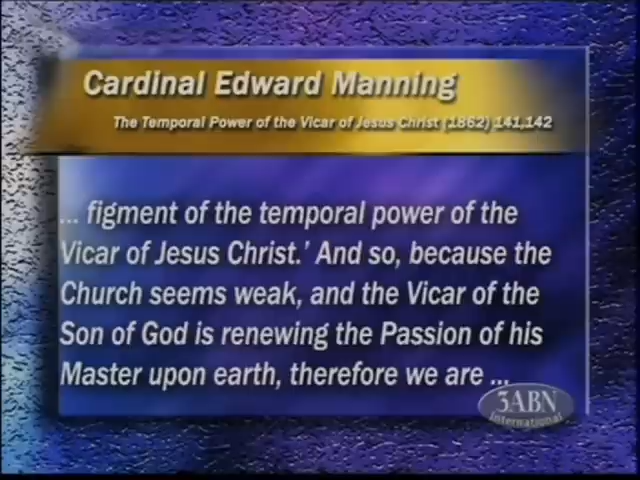 Cardinal Edward Manning
The Temporal Power of the Vicar of Jesus Christ (1862) 141,142
... figment of the temporal power of the
Vicar of Jesus Christ.' And so, because the
Church seems weak, and the Vicar of the
Son of God is renewing the Passion of his
Master upon earth, therefore we are ...
3ABN
International